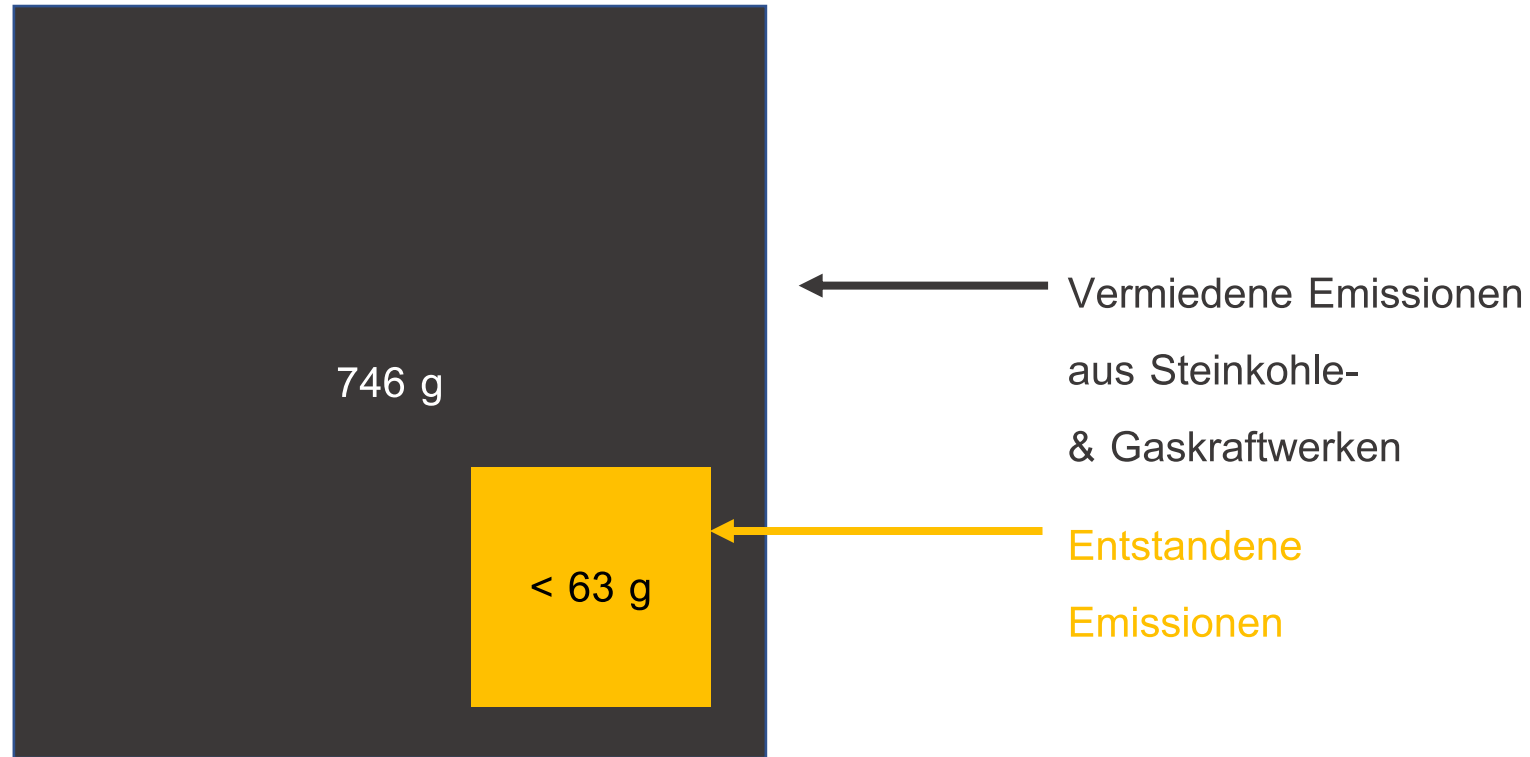 746 g
Vermiedene Emissionen
aus Steinkohle-
& Gaskraftwerken
< 63 g
Entstandene
Emissionen